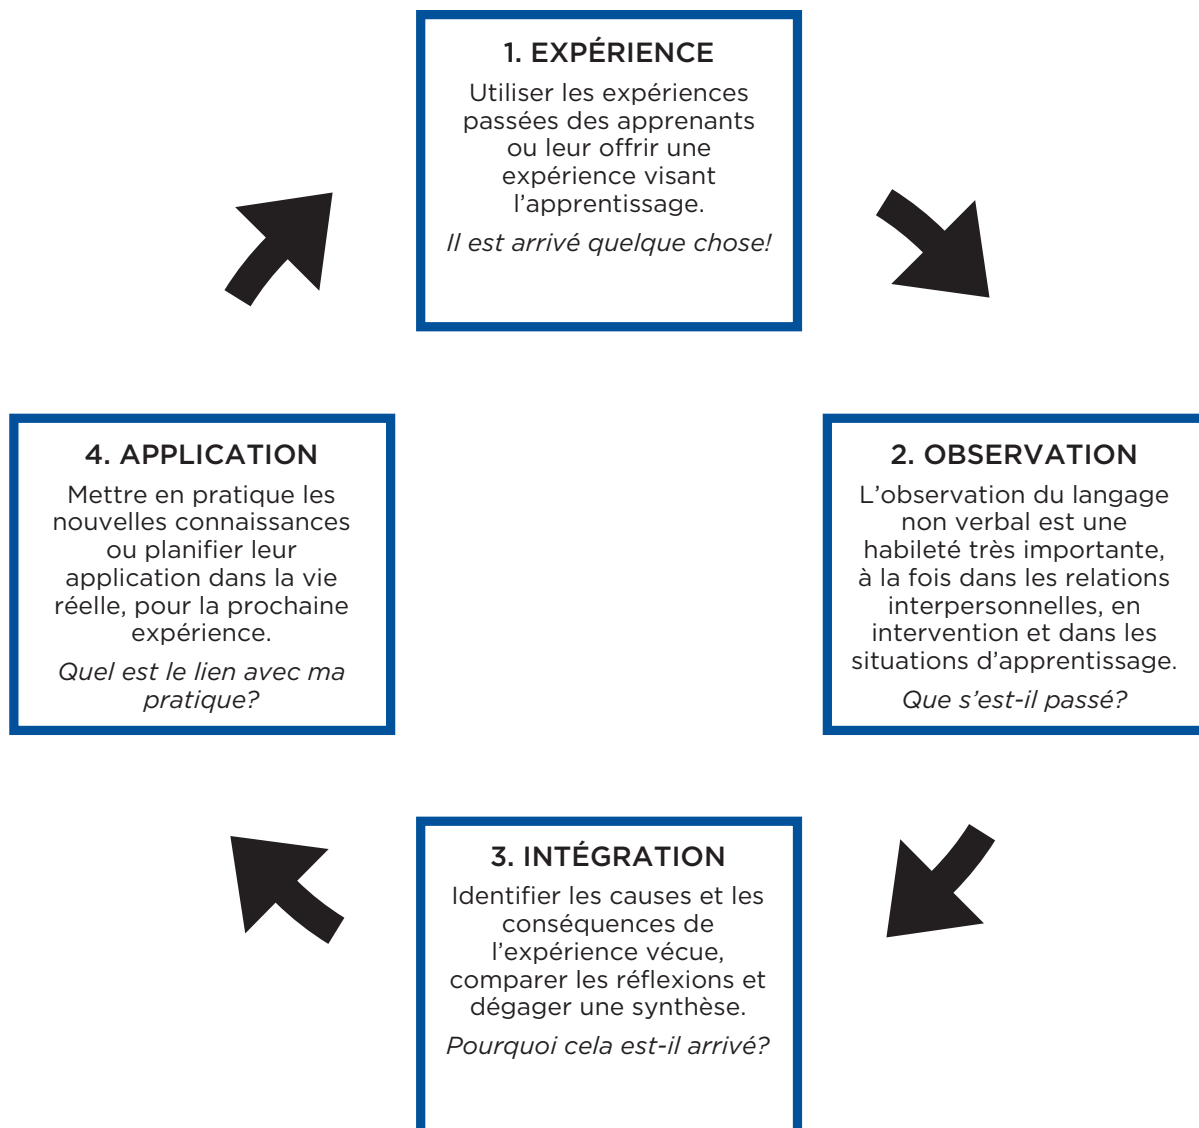 1. EXPÉRIENCE
Utiliser les expériences
passées des apprenants
ou leur offrir une
expérience visant
l’apprentissage.
Il est arrivé quelque chose!
2. OBSERVATION
L’observation du langage
non verbal est une
habileté très importante,
à la fois dans les relations
interpersonnelles, en
intervention et dans les
situations d’apprentissage.
Que s’est-il passé?
3. INTÉGRATION
Identifier les causes et les
conséquences de
l’expérience vécue,
comparer les réflexions et
dégager une synthèse.
Pourquoi cela est-il arrivé?
4. APPLICATION
Mettre en pratique les
nouvelles connaissances
ou planifier leur
application dans la vie
réelle, pour la prochaine
expérience.
Quel est le lien avec ma
pratique?